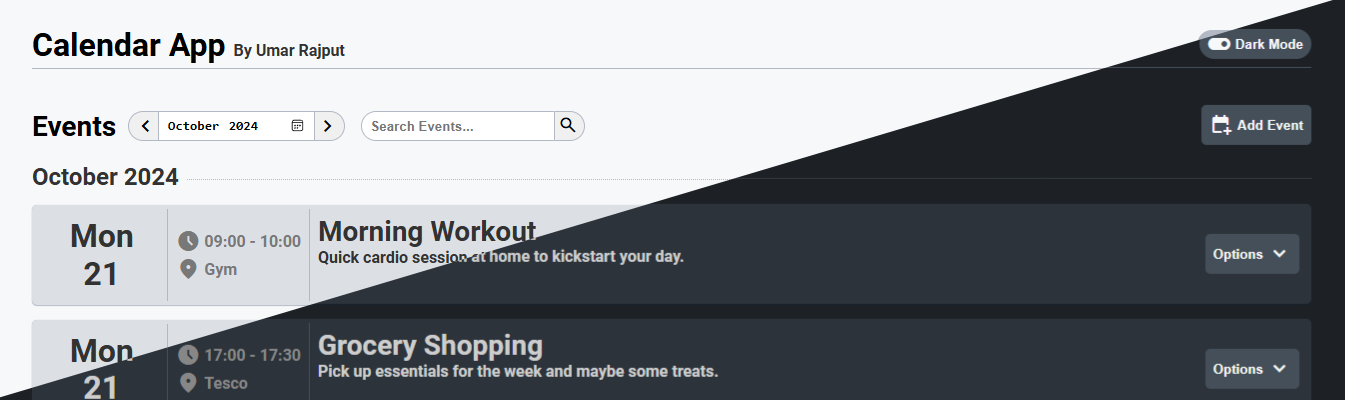 Calendar App By Umar Rajput
Dark Mode
Events
October 2024
Search Events...
Add Event
October 2024
Mon
21
09:00 - 10:00
Gym
Morning Workout
Quick cardio session at home to kickstart your day.
Options
Mon
21
17:00 - 17:30
Tesco
Grocery Shopping
Pick up essentials for the week and maybe some treats.
Options